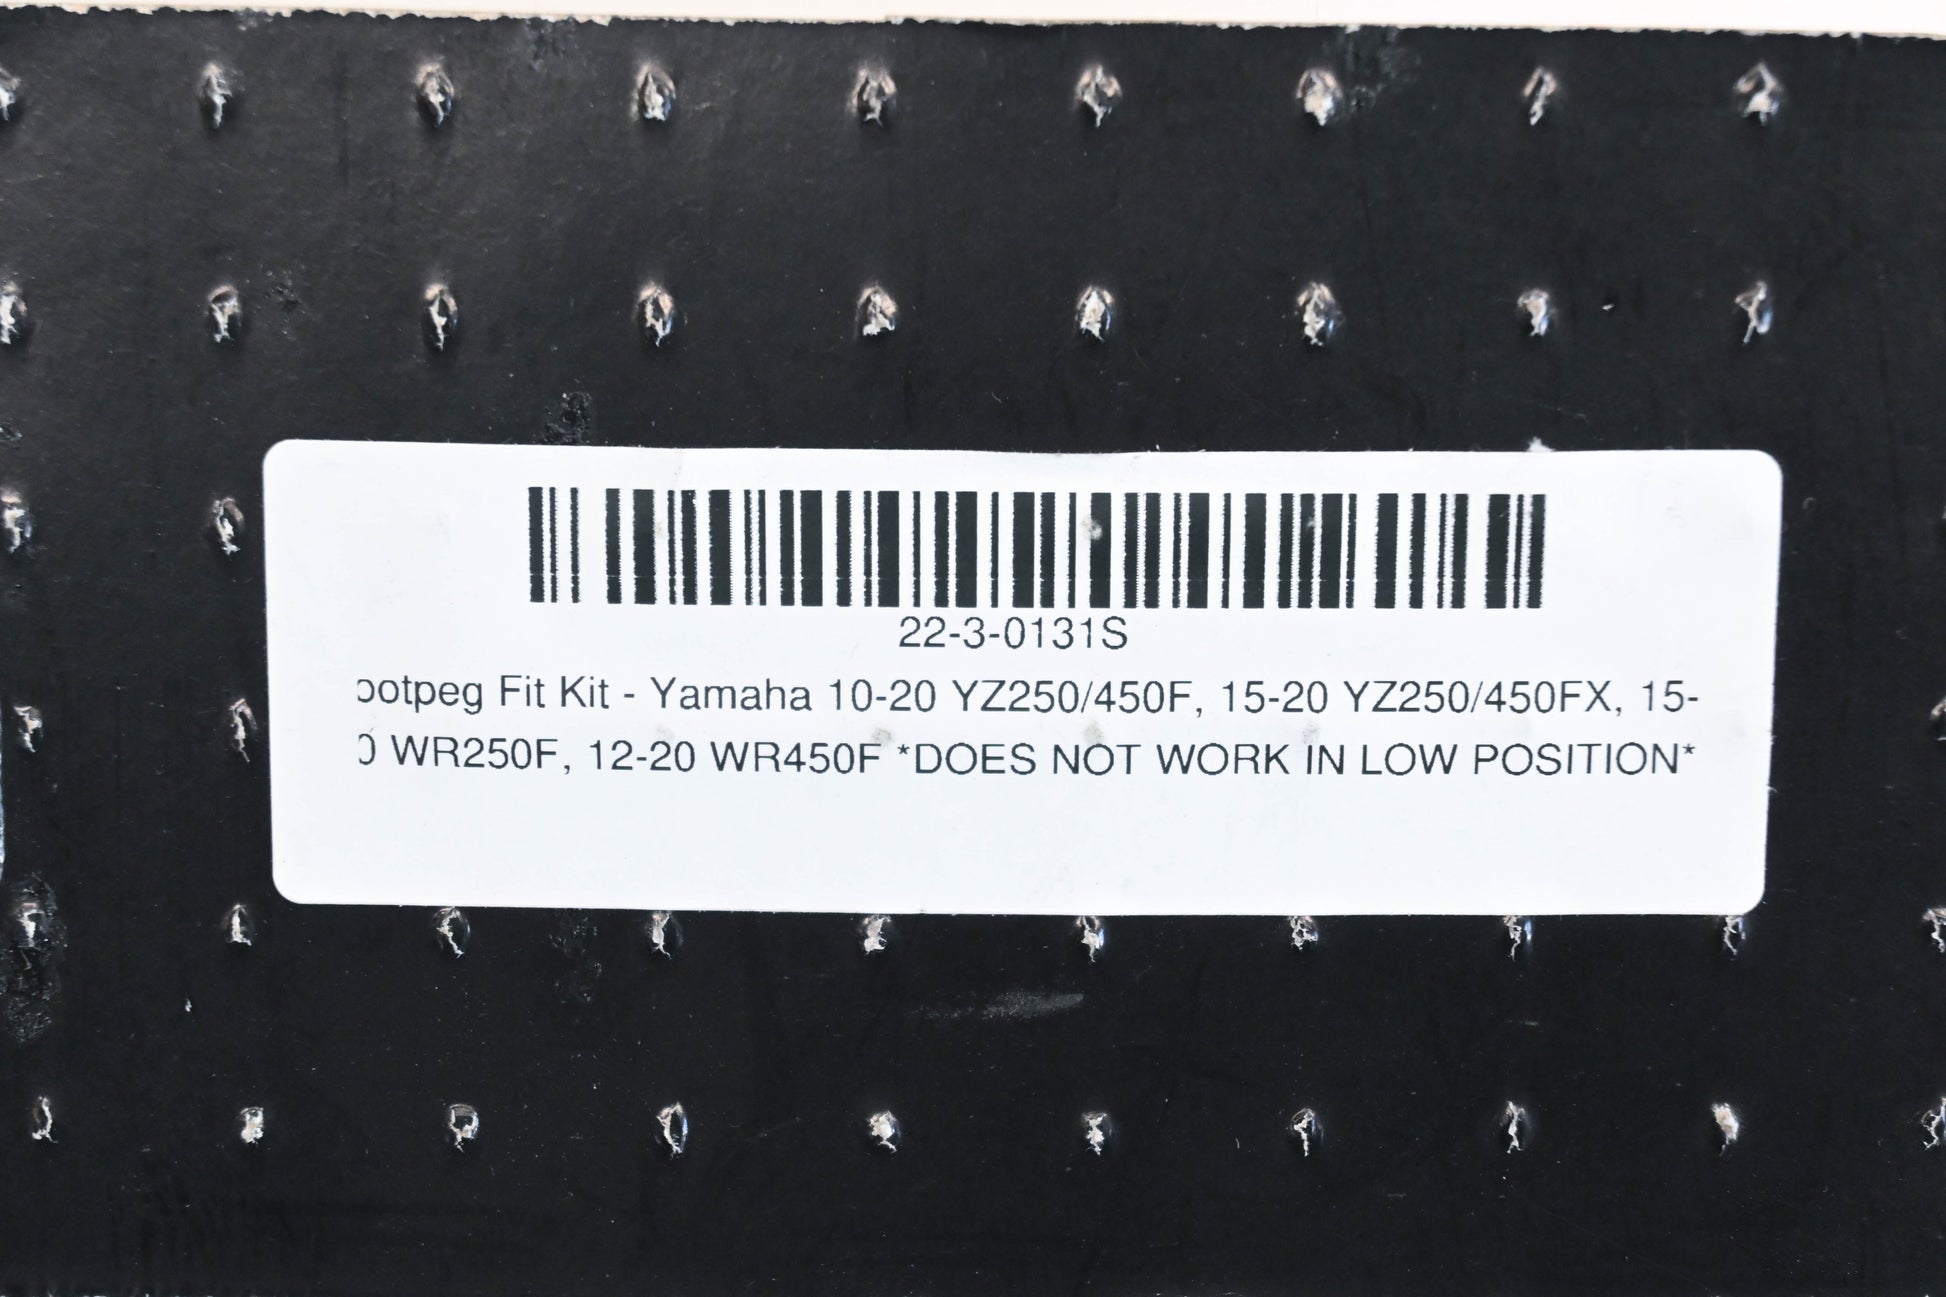 22-3-0131S
ootpeg Fit Kit - Yamaha 10-20 YZ250/450F, 15-20 YZ250/450FX, 15-
0 WR250F, 12-20 WR450F *DOES NOT WORK IN LOW POSITION*